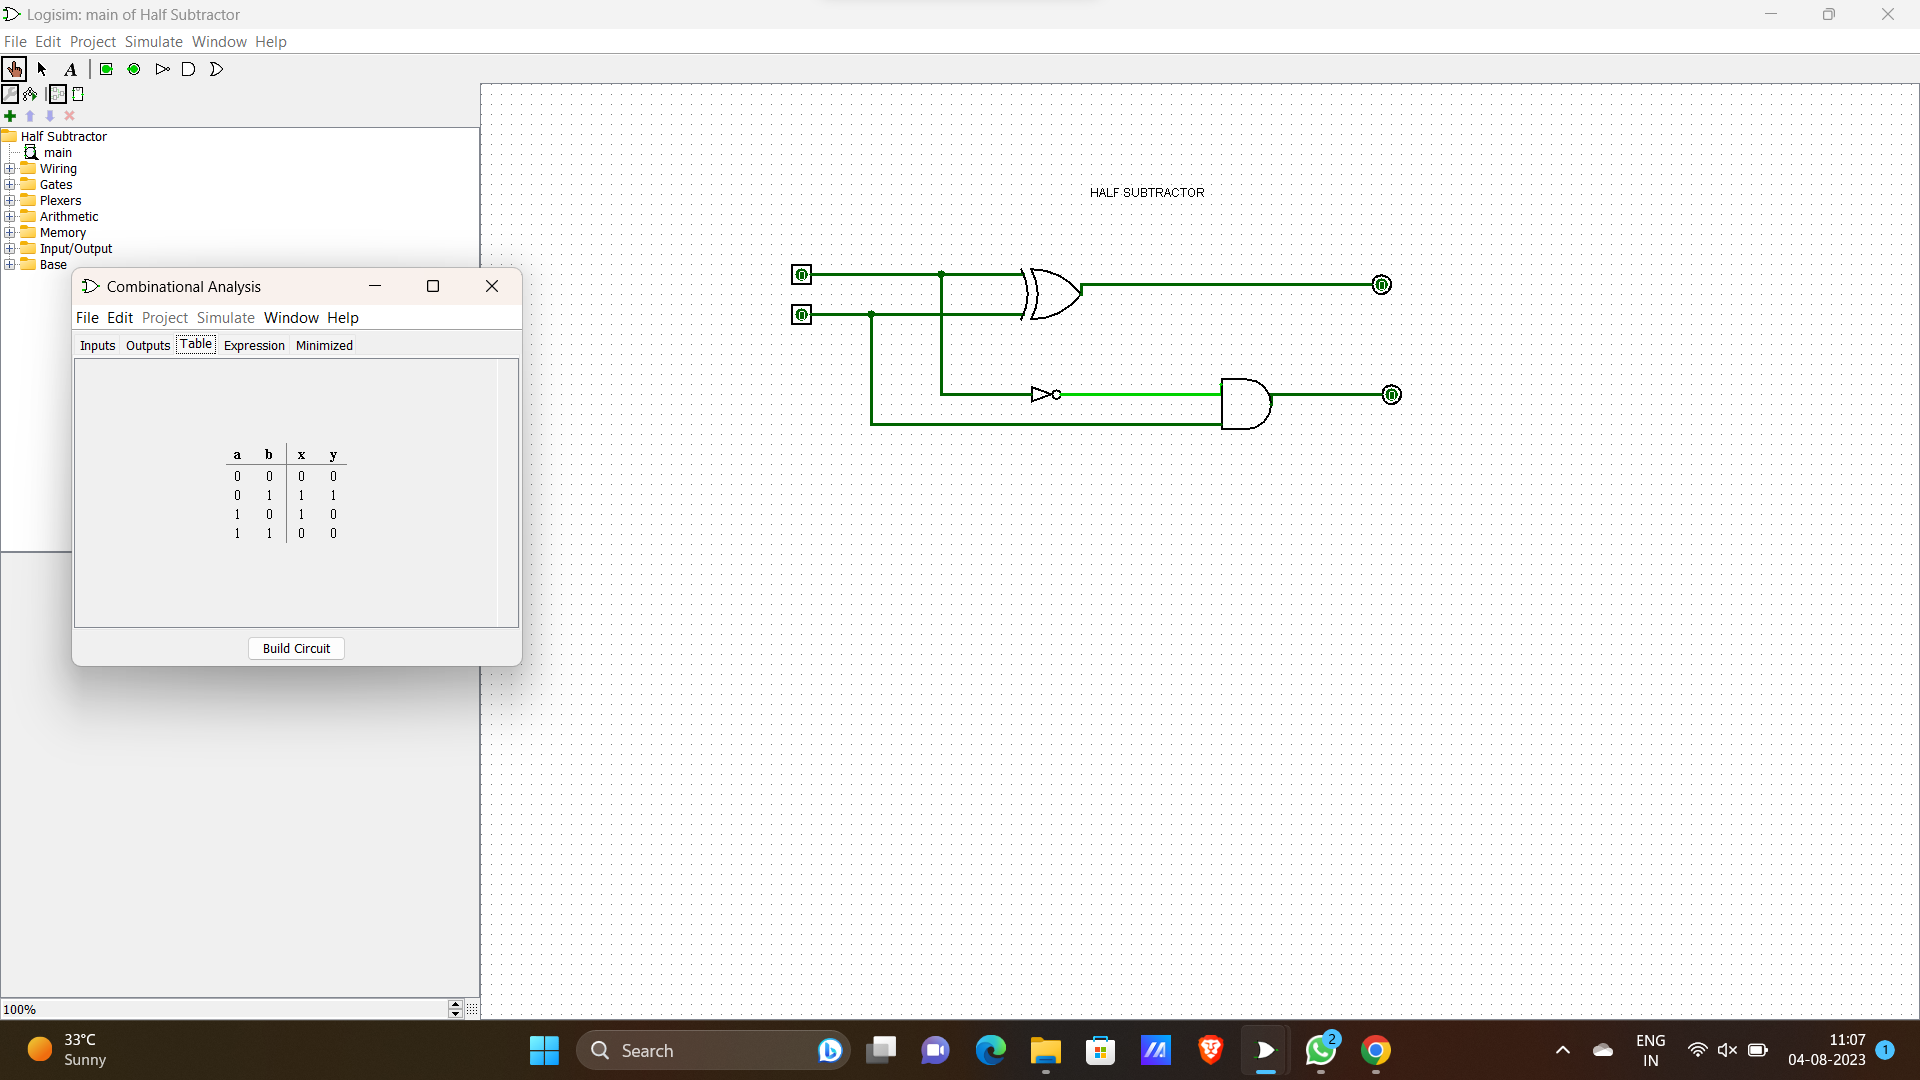 Logisim: main of Half Subtractor
File Edit Project Simulate Window Help
A
Half Subtractor
main
Wiring
Gates
Plexers
Arithmetic
Memory
Input/Output
Base
HALF SUBTRACTOR
0
0
0
0
Combinational Analysis
File Edit Project Simulate Window Help
Inputs Outputs Table Expression Minimized
a b x y
0 0 0 0
0 1 1 1
1 0 1 0
1 1 0 0
Build Circuit
100%
33°C
Sunny
Search
2
ENG
IN
11:07
04-08-2023
1